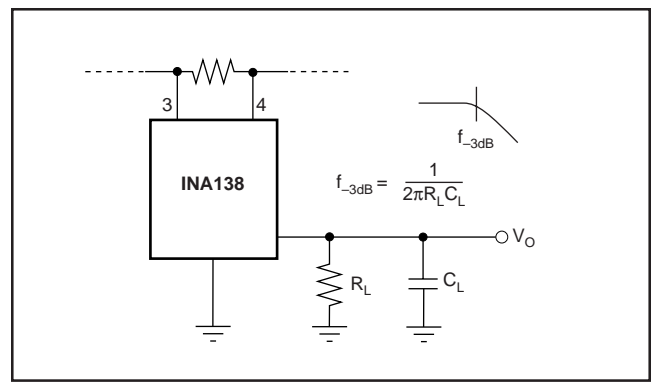 3 4
INA138
f–3dB
f–3dB = 1
2πRLCL
VO
RL
CL